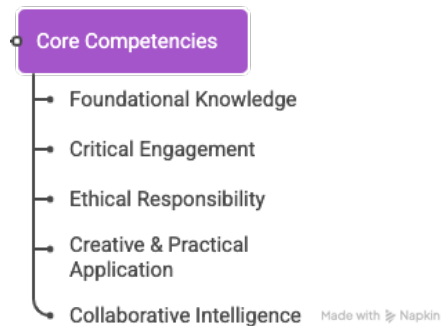 Core Competencies
Foundational Knowledge
Critical Engagement
Ethical Responsibility
Creative & Practical
Application
Collaborative Intelligence
Made with Napkin